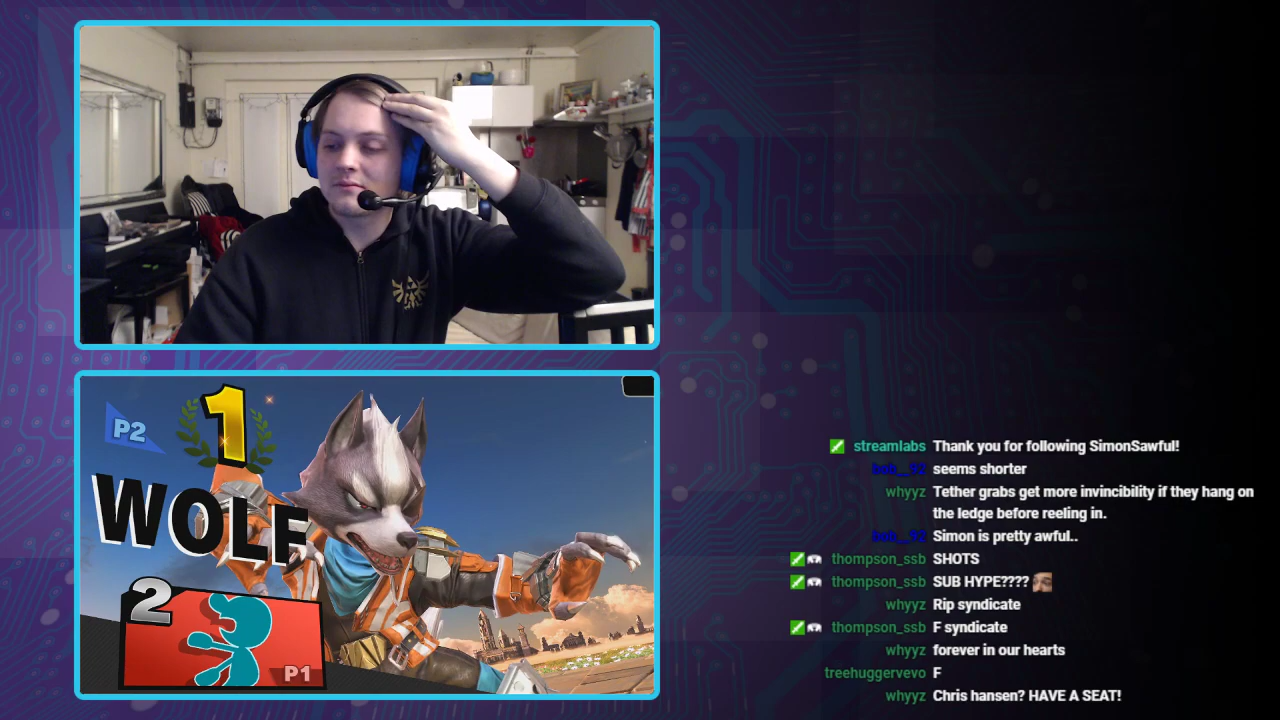 P2
1
WOLF
2
P1
streamlabs Thank you for following SimonSawful!
bob__92 seems shorter
whyyz Tether grabs get more invincibility if they hang on
the ledge before reeling in.
bob__92 Simon is pretty awful..
thompson_ssb SHOTS
thompson_ssb SUB HYPE????
whyyz Rip syndicate
thompson_ssb F syndicate
whyyz forever in our hearts
treehuggervevo F
whyyz Chris hansen? HAVE A SEAT!